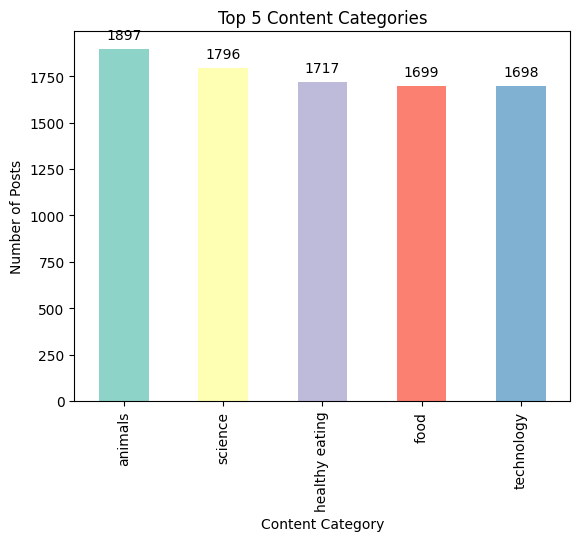 Top 5 Content Categories
1897
1796
1717
1699
1698
Number of Posts
1750
1500
1250
1000
750
500
250
0
animals
science
healthy eating
food
technology
Content Category